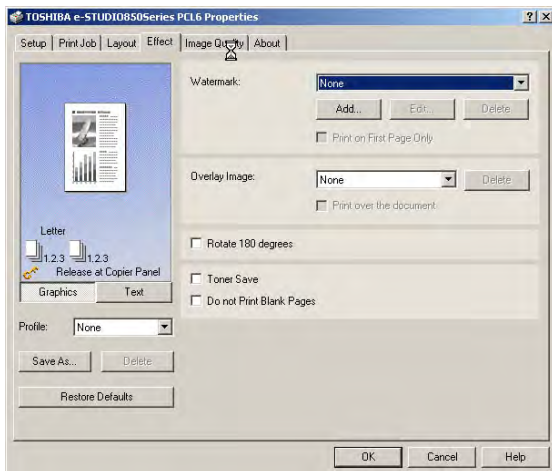 TOSHIBA e-STUDIO850Series PCL6 Properties
Setup Print Job Layout Effect Image Quality About
Watermark: None
Add... Edit... Delete
Print on First Page Only
Overlay Image: None Delete
Print over the document
Letter
1.2.3 1.2.3
Release at Copier Panel
Graphics Text
Rotate 180 degrees
Toner Save
Do not Print Blank Pages
Profile: None
Save As... Delete
Restore Defaults
OK Cancel Help